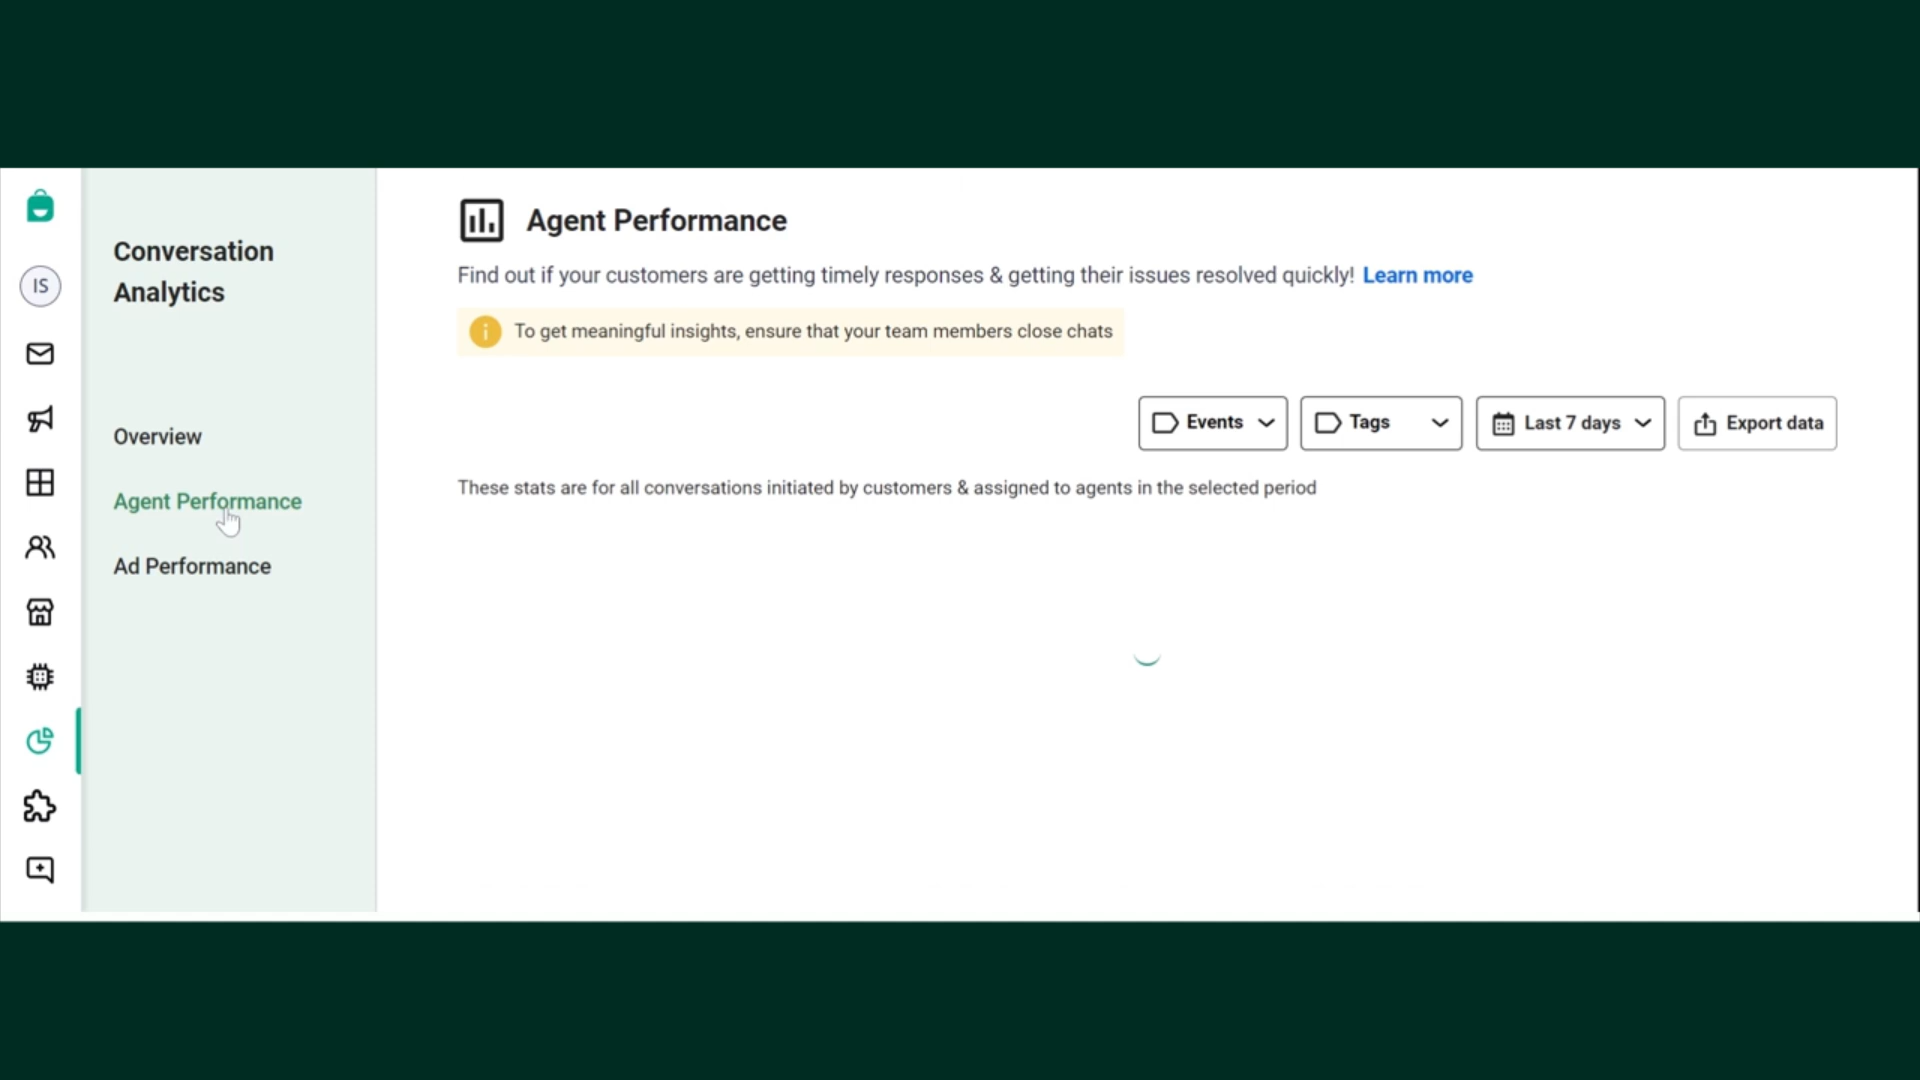 IS
Conversation
Analytics
Overview
Agent Performance
Ad Performance
Agent Performance
Find out if your customers are getting timely responses & getting their issues resolved quickly! Learn more
To get meaningful insights, ensure that your team members close chats
Events
Tags
Last 7 days
Export data
These stats are for all conversations initiated by customers & assigned to agents in the selected period